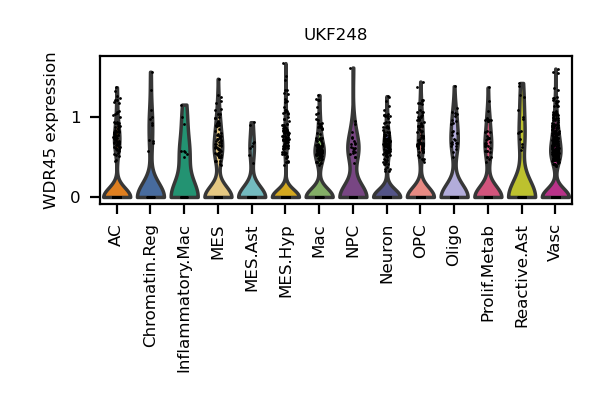 UKF248
WDR45 expression
1
0
AC
Chromatin.Reg
Inflammatory.Mac
MES
MES.Ast
MES.Hyp
Mac
NPC
Neuron
OPC
Oligo
Prolif.Metab
Reactive.Ast
Vasc